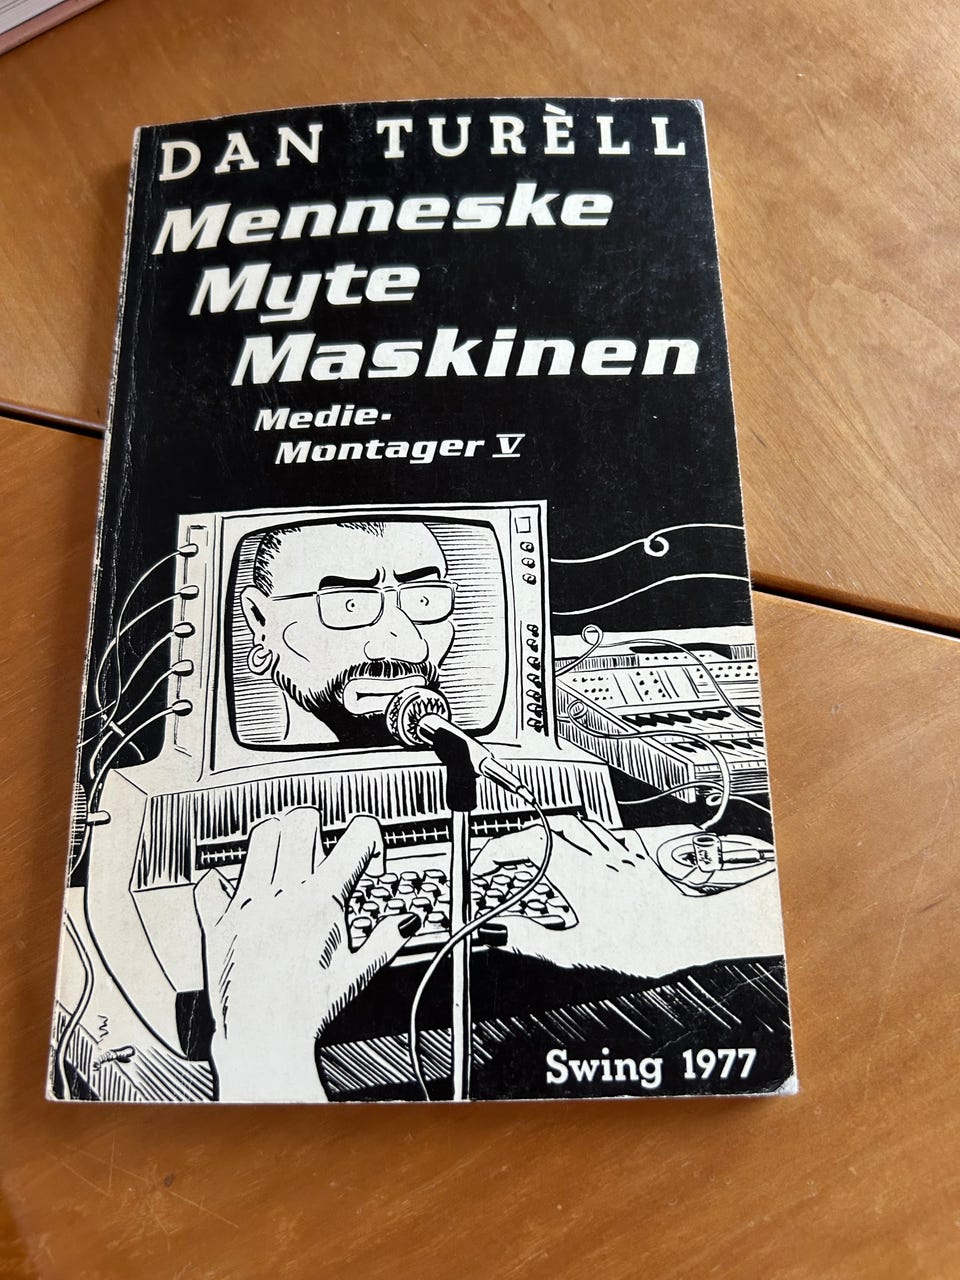 DAN TURÈLL
Menneske
Myte
Maskinen
Medie-
Montager V
Swing 1977